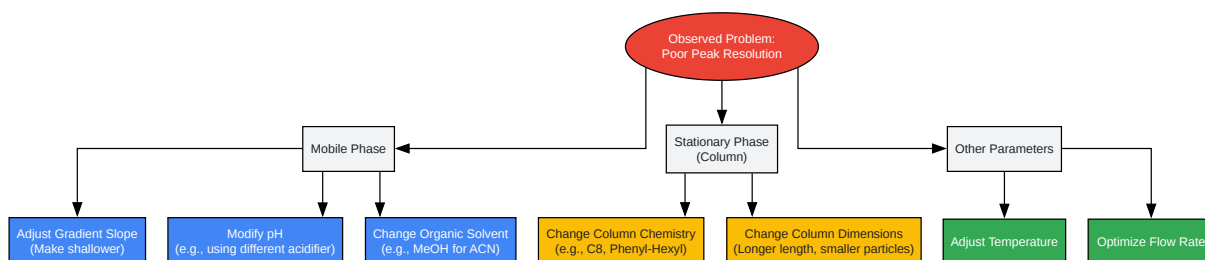 Observed Problem:
Poor Peak Resolution
Mobile Phase
Stationary Phase
(Column)
Other Parameters
Adjust Gradient Slope
(Make shallower)
Modify pH
(e.g., using different acidifier)
Change Organic Solvent
(e.g., MeOH for ACN)
Change Column Chemistry
(e.g., C8, Phenyl-Hexyl)
Change Column Dimensions
(Longer length, smaller particles)
Adjust Temperature
Optimize Flow Rate